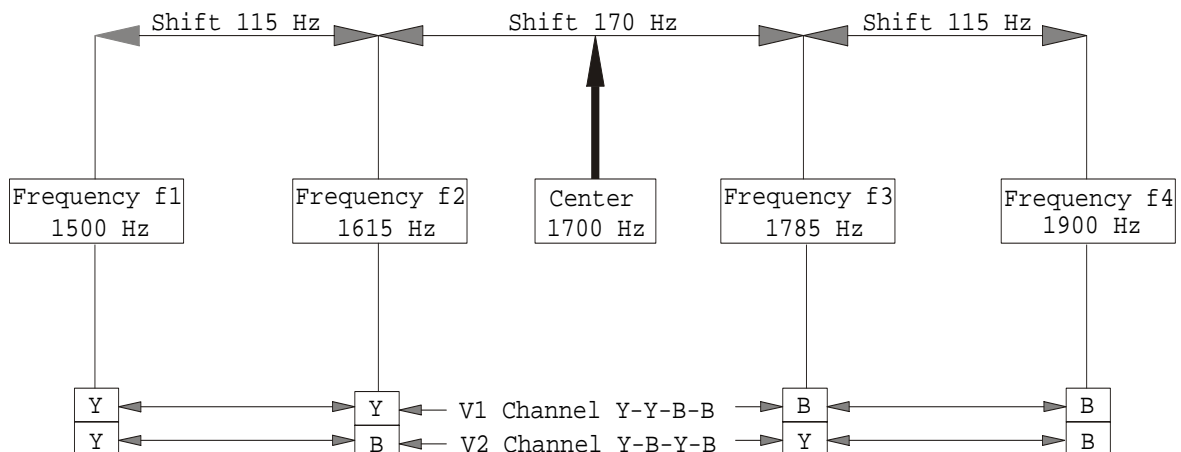 Shift 115 Hz Shift 170 Hz Shift 115 Hz
Frequency f1
1500 Hz
Frequency f2
1615 Hz
Center
1700 Hz
Frequency f3
1785 Hz
Frequency f4
1900 Hz
Y Y V1 Channel Y-Y-B-B B B
Y B V2 Channel Y-B-Y-B Y B